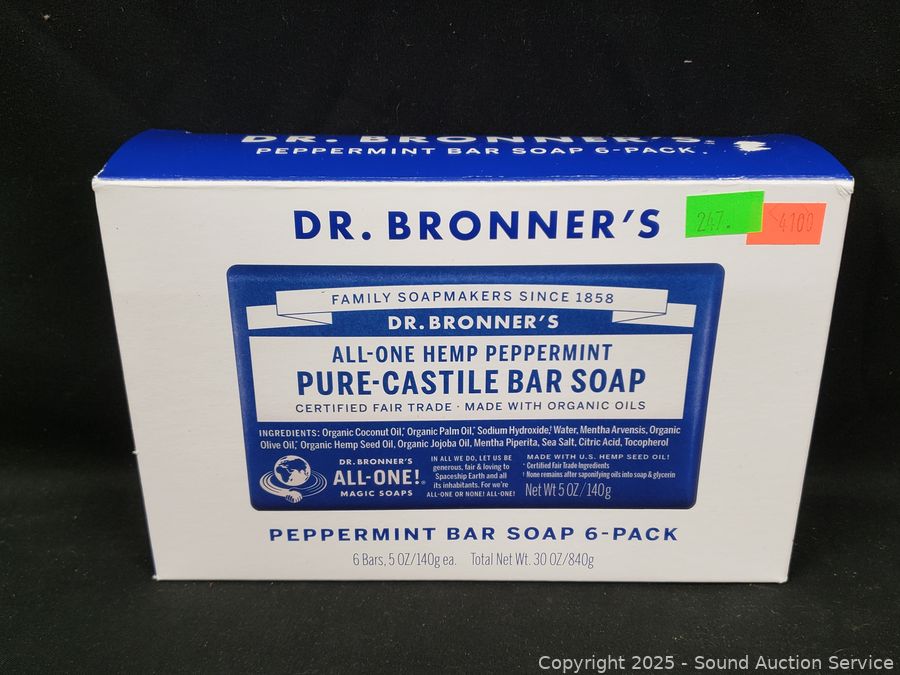 DR. BRONNER'S
PEPPERMINT BAR SOAP 6-PACK.
DR. BRONNER'S
247.
4100
FAMILY SOAPMAKERS SINCE 1858
DR. BRONNER'S
ALL-ONE HEMP PEPPERMINT
PURE-CASTILE BAR SOAP
CERTIFIED FAIR TRADE · MADE WITH ORGANIC OILS
INGREDIENTS: Organic Coconut Oil,* Organic Palm Oil,* Sodium Hydroxide,† Water, Mentha Arvensis, Organic
Olive Oil,* Organic Hemp Seed Oil, Organic Jojoba Oil, Mentha Piperita, Sea Salt, Citric Acid, Tocopherol
DR. BRONNER'S
ALL-ONE!®
MAGIC SOAPS
IN ALL WE DO, LET US BE
generous, fair & loving to
Spaceship Earth and all
its inhabitants. For we're
ALL-ONE OR NONE! ALL-ONE!
MADE WITH U.S. HEMP SEED OIL!
* Certified Fair Trade Ingredients
† None remains after saponifying oils into soap & glycerin
Net Wt 5 OZ/140g
PEPPERMINT BAR SOAP 6-PACK
6 Bars, 5 OZ/140g ea. Total Net Wt. 30 OZ/840g
Copyright 2025 - Sound Auction Service